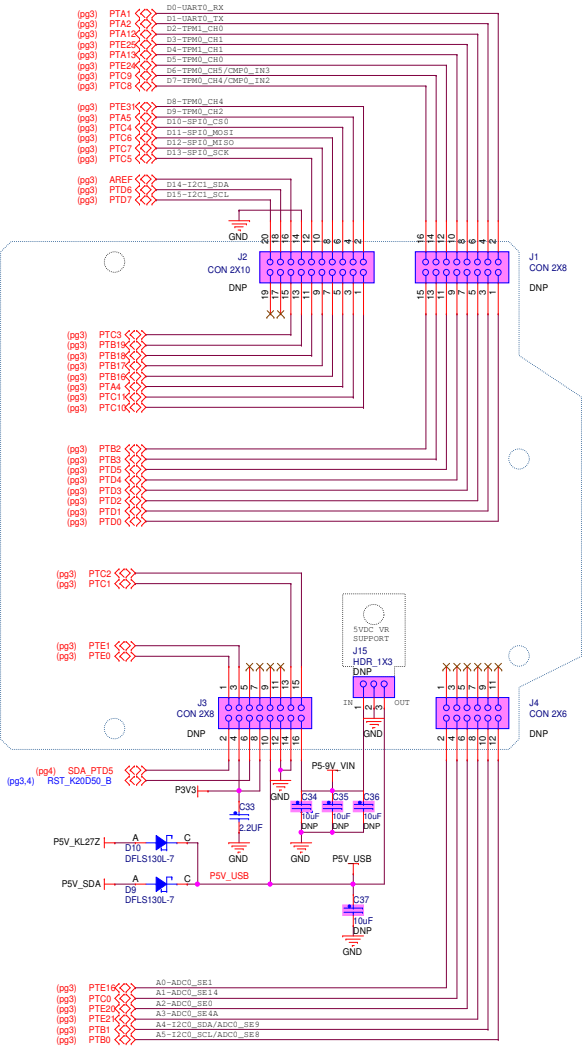 (pg3) PTA1 D0-UART0_RX
(pg3) PTA2 D1-UART0_TX
(pg3) PTA12 D2-TPM1_CH0
(pg3) PTE25 D3-TPM0_CH1
(pg3) PTA13 D4-TPM1_CH1
(pg3) PTE24 D5-TPM0_CH0
(pg3) PTC9 D6-TPM0_CH5/CMP0_IN3
(pg3) PTC8 D7-TPM0_CH4/CMP0_IN2
(pg3) PTE31 D8-TPM0_CH4
(pg3) PTA5 D9-TPM0_CH2
(pg3) PTC4 D10-SPI0_CS0
(pg3) PTC6 D11-SPI0_MOSI
(pg3) PTC7 D12-SPI0_MISO
(pg3) PTC5 D13-SPI0_SCK
(pg3) AREF
(pg3) PTD6 D14-I2C1_SDA
(pg3) PTD7 D15-I2C1_SCL
GND
20 18 16 14 12 10 8 6 4 2
16 14 12 10 8 6 4 2
J2
CON 2X10
DNP
J1
CON 2X8
DNP
19 17 15 13 11 9 7 5 3 1
15 13 11 9 7 5 3 1
(pg3) PTC3
(pg3) PTB19
(pg3) PTB18
(pg3) PTB17
(pg3) PTB16
(pg3) PTA4
(pg3) PTC11
(pg3) PTC10
(pg3) PTB2
(pg3) PTB3
(pg3) PTD5
(pg3) PTD4
(pg3) PTD3
(pg3) PTD2
(pg3) PTD1
(pg3) PTD0
(pg3) PTC2
(pg3) PTC1
(pg3) PTE1
(pg3) PTE0
5VDC VR
SUPPORT
J15
HDR_1X3
DNP
IN OUT
1 2 3
GND
1 3 5 7 9 11 13 15
J3
CON 2X8
DNP
2 4 6 8 10 12 14 16
1 3 5 7 9 11
J4
CON 2X6
DNP
2 4 6 8 10 12
(pg4) SDA_PTD5
(pg3,4) RST_K20D50_B
P3V3
GND
P5-9V_VIN
C33
2.2UF
GND
C34
10uF
DNP
C35
10uF
DNP
C36
10uF
DNP
GND
P5V_KL27Z A C
D10
DFLS130L-7
P5V_SDA A C
D9
DFLS130L-7
P5V_USB
P5V_USB
C37
10uF
DNP
GND
(pg3) PTE16 A0-ADC0_SE1
(pg3) PTC0 A1-ADC0_SE14
(pg3) PTE20 A2-ADC0_SE0
(pg3) PTE21 A3-ADC0_SE4A
(pg3) PTB1 A4-I2C0_SDA/ADC0_SE9
(pg3) PTB0 A5-I2C0_SCL/ADC0_SE8